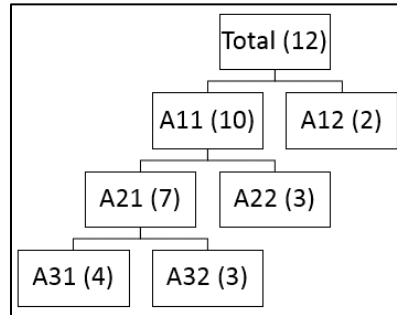 Total (12)
A11 (10)
A12 (2)
A21 (7)
A22 (3)
A31 (4)
A32 (3)